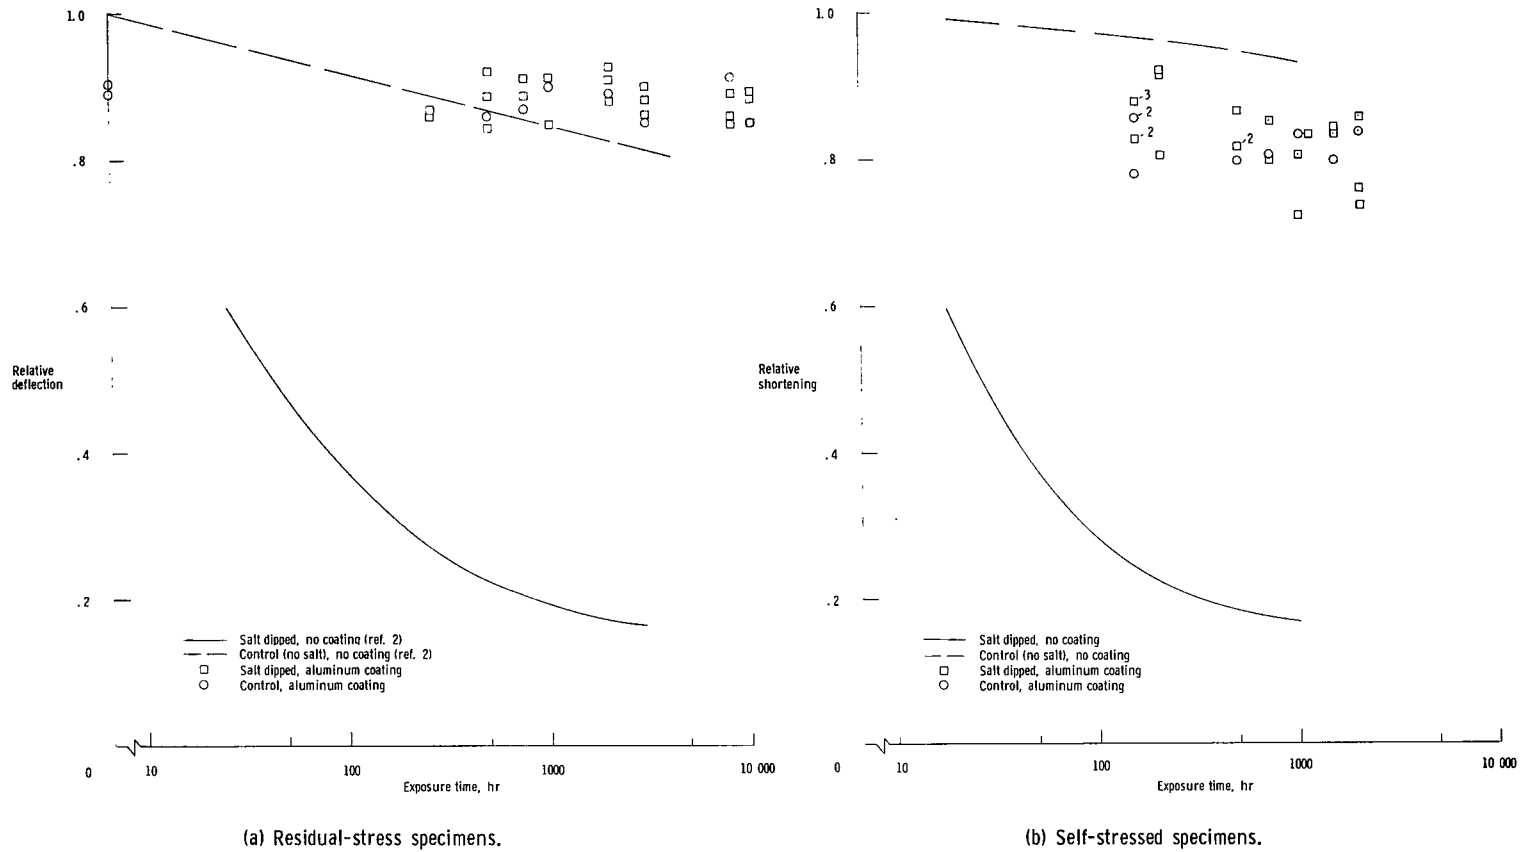 1.0
.8
.6
Relative
deflection
.4
.2
Salt dipped, no coating (ref. 2)
Control (no salt), no coating (ref. 2)
Salt dipped, aluminum coating
Control, aluminum coating
0 10 100 1000 10 000
Exposure time, hr
(a) Residual-stress specimens.
1.0
3
2
2
2
.8
.6
Relative
shortening
.4
.2
Salt dipped, no coating
Control (no salt), no coating
Salt dipped, aluminum coating
Control, aluminum coating
0 10 100 1000 10 000
Exposure time, hr
(b) Self-stressed specimens.